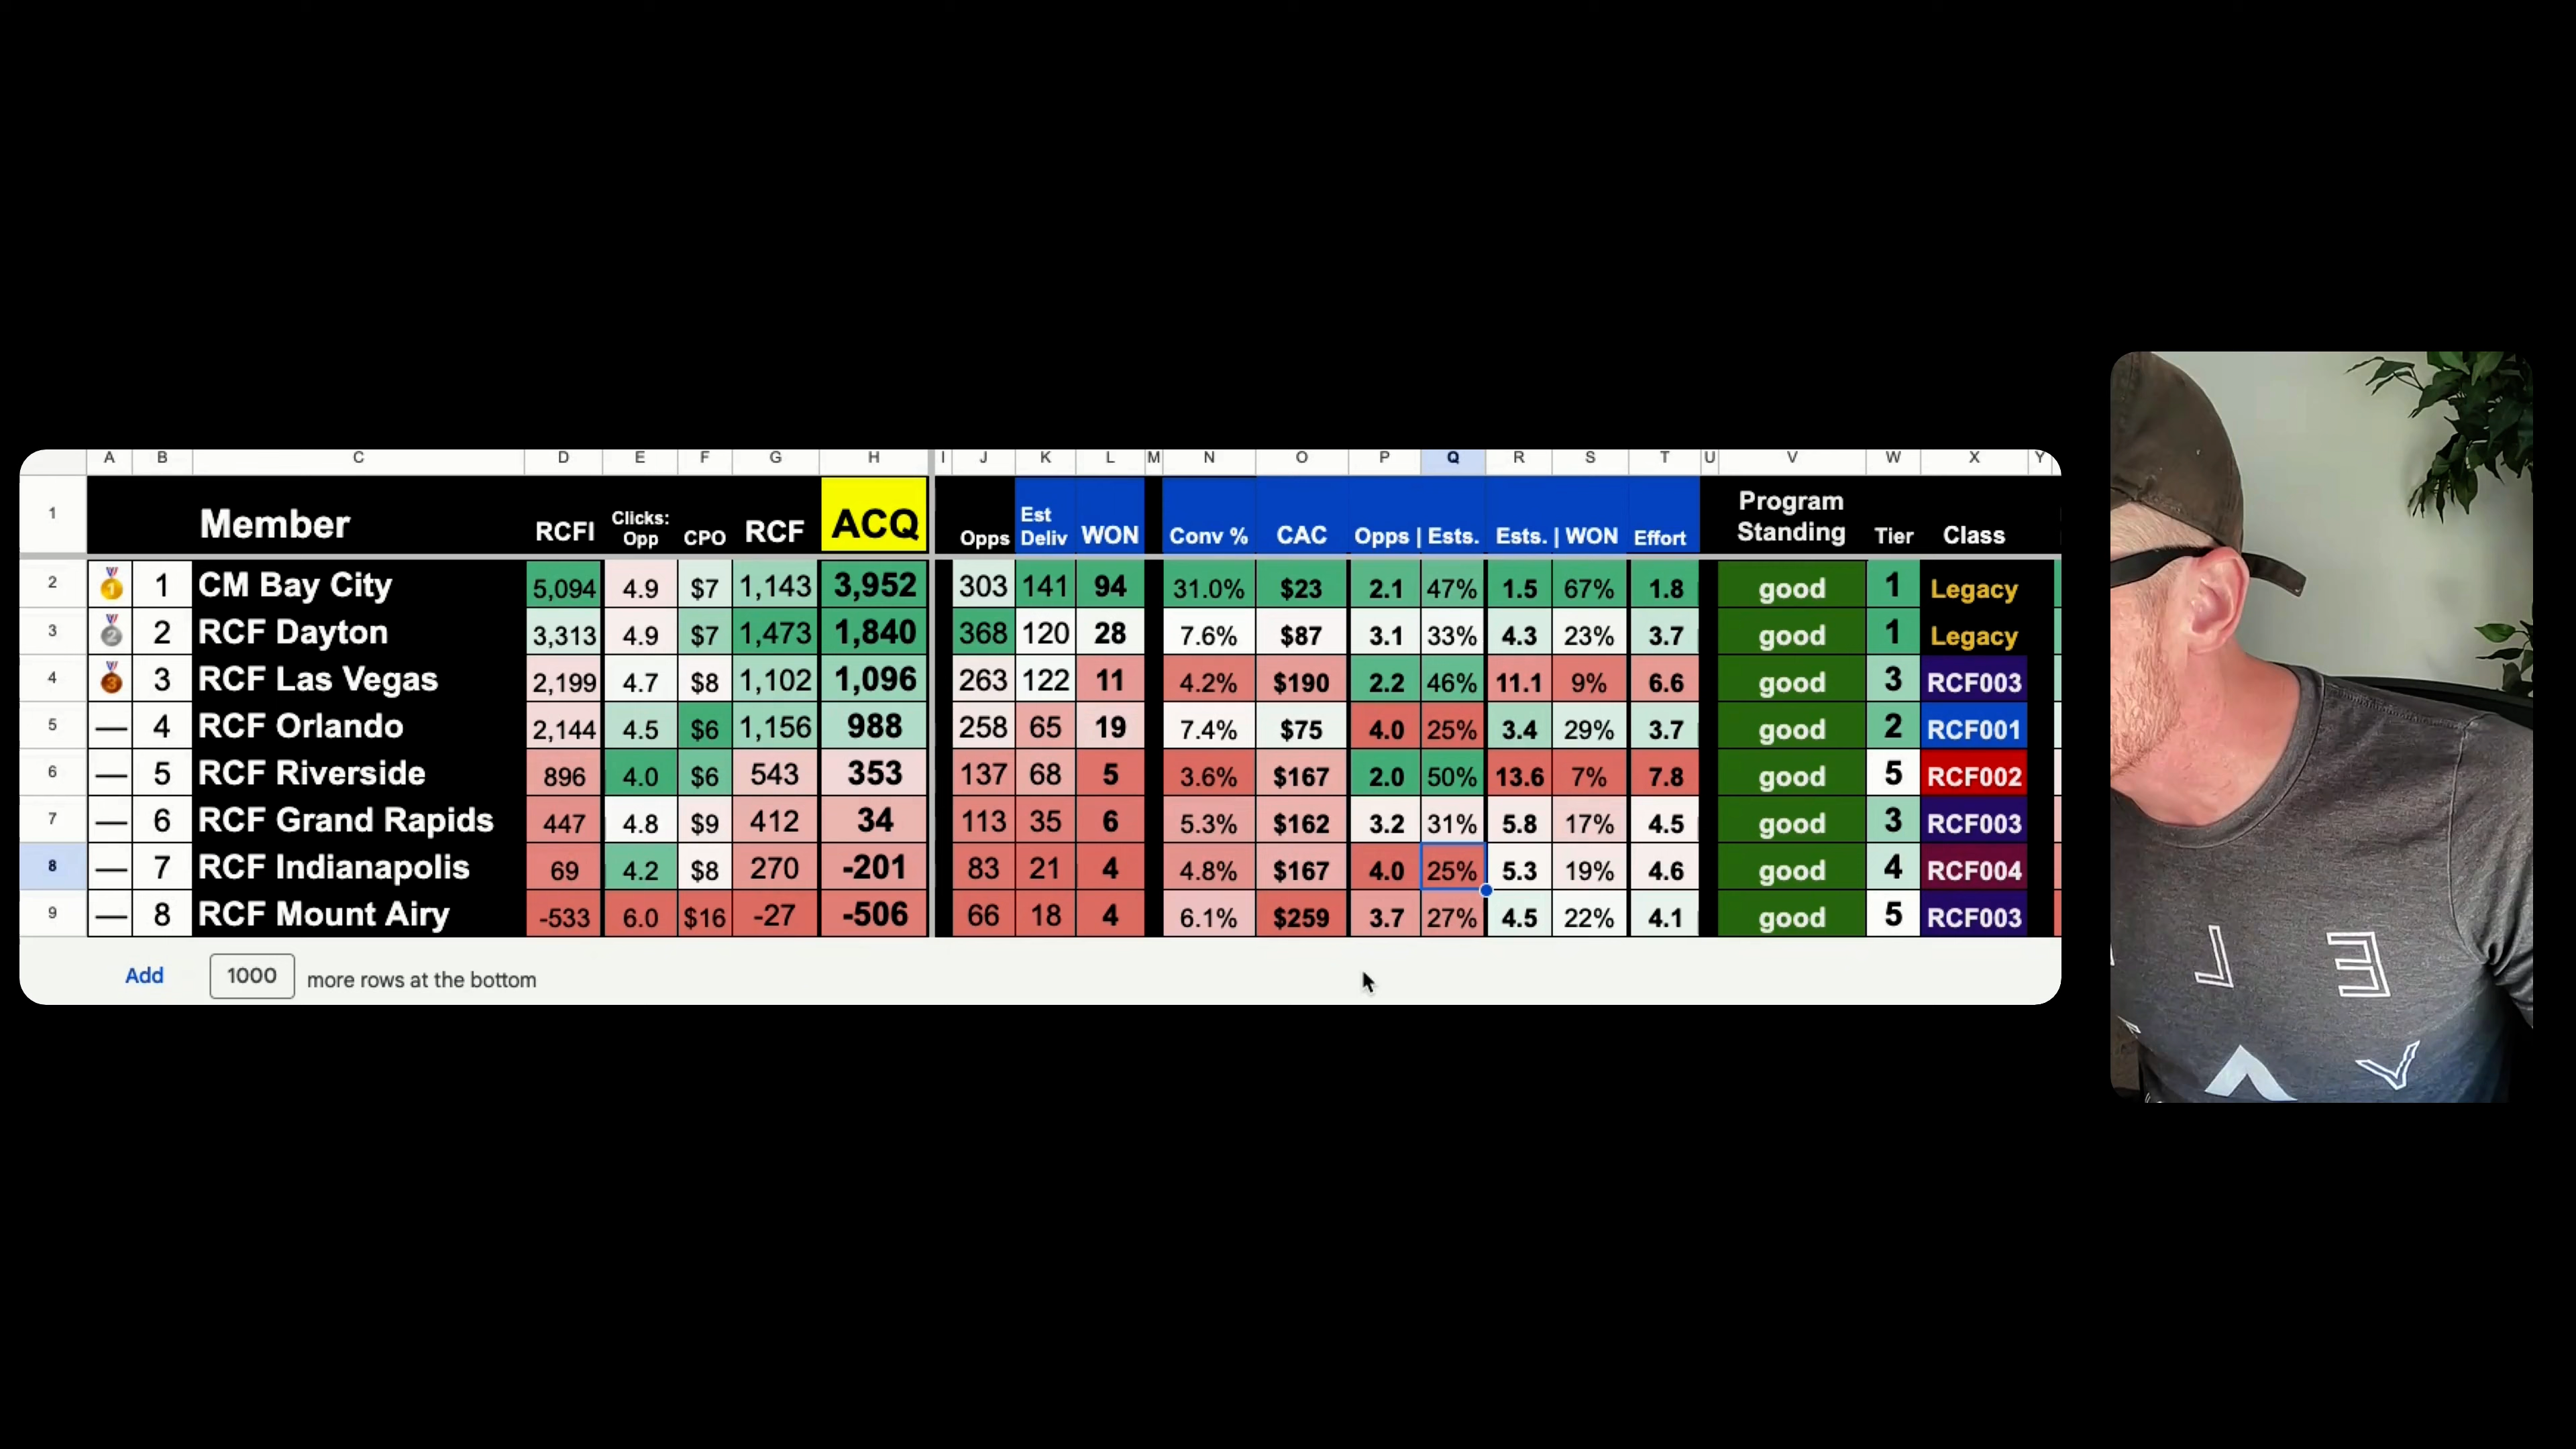 A B C D E F G H I J K L M N O P Q R S T U V W X Y
1 Member RCFI Clicks: Opp CPO RCF ACQ Opps Est Deliv WON Conv % CAC Opps | Ests. Ests. | WON Effort Program Standing Tier Class
2 1 1 CM Bay City 5,094 4.9 $7 1,143 3,952 303 141 94 31.0% $23 2.1 47% 1.5 67% 1.8 good 1 Legacy
3 2 2 RCF Dayton 3,313 4.9 $7 1,473 1,840 368 120 28 7.6% $87 3.1 33% 4.3 23% 3.7 good 1 Legacy
4 3 3 RCF Las Vegas 2,199 4.7 $8 1,102 1,096 263 122 11 4.2% $190 2.2 46% 11.1 9% 6.6 good 3 RCF003
5 — 4 RCF Orlando 2,144 4.5 $6 1,156 988 258 65 19 7.4% $75 4.0 25% 3.4 29% 3.7 good 2 RCF001
6 — 5 RCF Riverside 896 4.0 $6 543 353 137 68 5 3.6% $167 2.0 50% 13.6 7% 7.8 good 5 RCF002
7 — 6 RCF Grand Rapids 447 4.8 $9 412 34 113 35 6 5.3% $162 3.2 31% 5.8 17% 4.5 good 3 RCF003
8 — 7 RCF Indianapolis 69 4.2 $8 270 -201 83 21 4 4.8% $167 4.0 25% 5.3 19% 4.6 good 4 RCF004
9 — 8 RCF Mount Airy -533 6.0 $16 -27 -506 66 18 4 6.1% $259 3.7 27% 4.5 22% 4.1 good 5 RCF003
Add 1000 more rows at the bottom